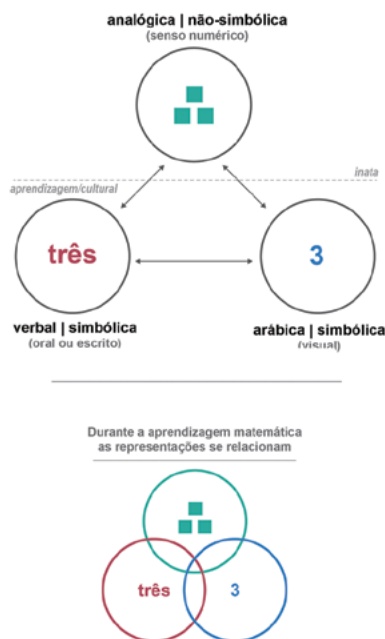 analógica | não-simbólica
(senso numérico)
inata
aprendizagem/cultural
três
3
verbal | simbólica
(oral ou escrito)
arábica | simbólica
(visual)
Durante a aprendizagem matemática
as representações se relacionam
três
3